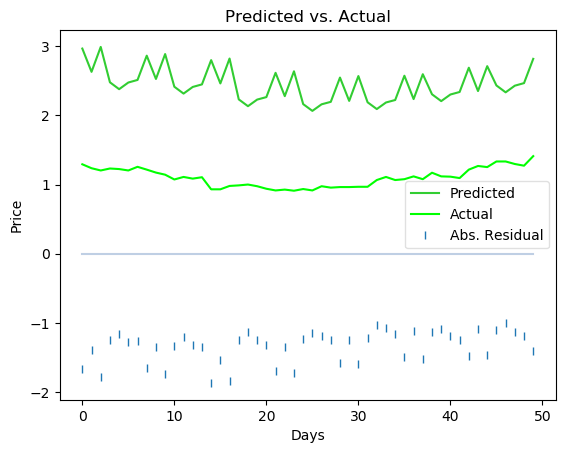 Predicted vs. Actual
3
2
1
0
−1
−2
Price
Predicted
Actual
Abs. Residual
0 10 20 30 40 50
Days